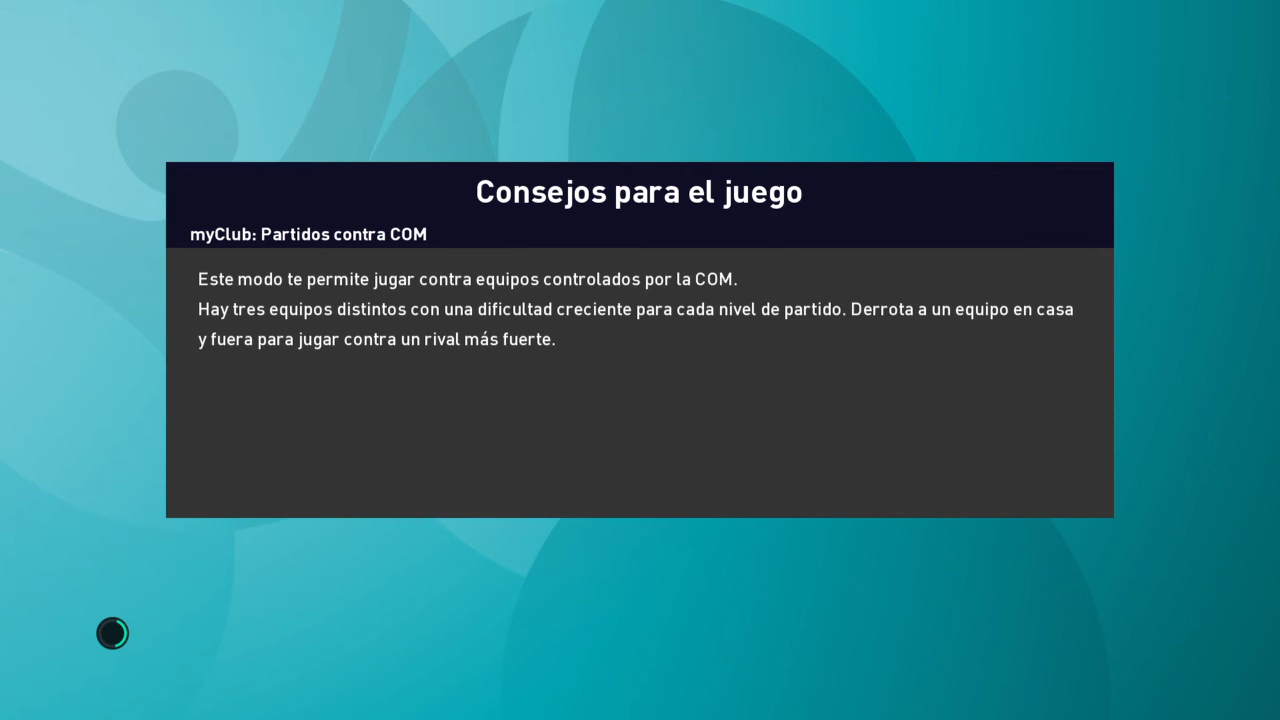 Consejos para el juego
myClub: Partidos contra COM
Este modo te permite jugar contra equipos controlados por la COM.
Hay tres equipos distintos con una dificultad creciente para cada nivel de partido. Derrota a un equipo en casa
y fuera para jugar contra un rival más fuerte.